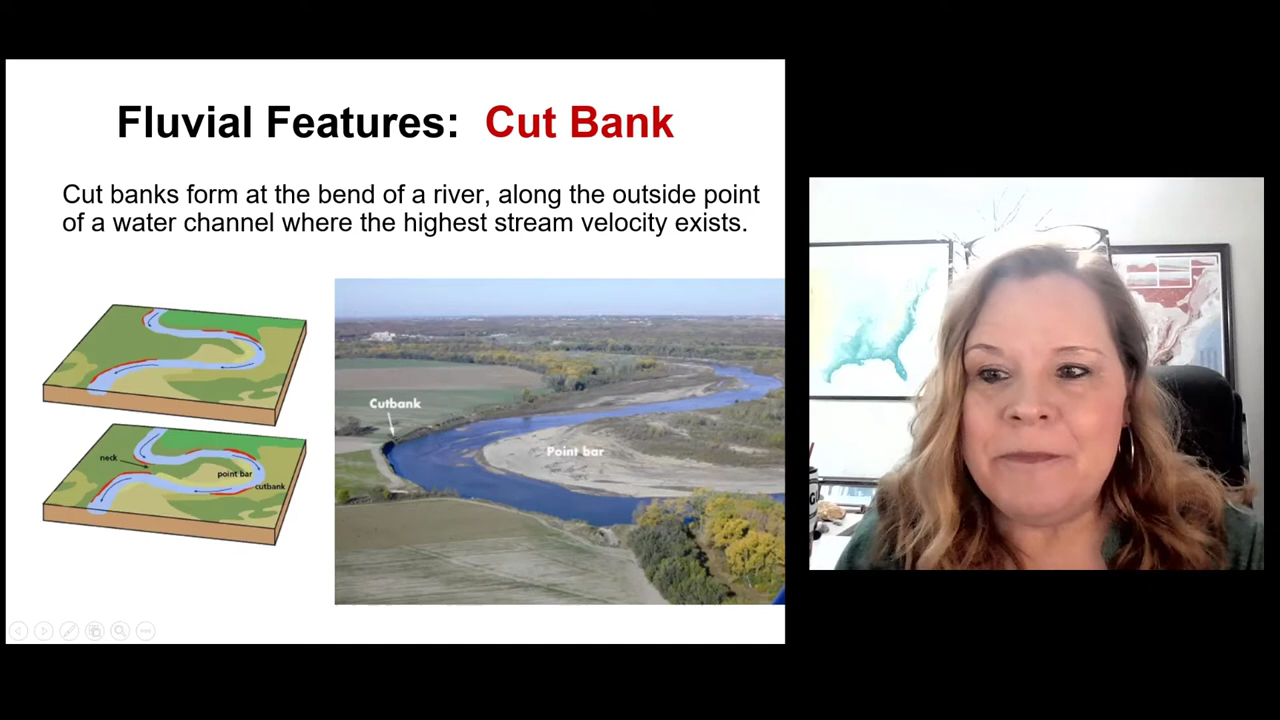 Fluvial Features: Cut Bank
Cut banks form at the bend of a river, along the outside point
of a water channel where the highest stream velocity exists.
neck
point bar
cutbank
Cutbank
Point bar